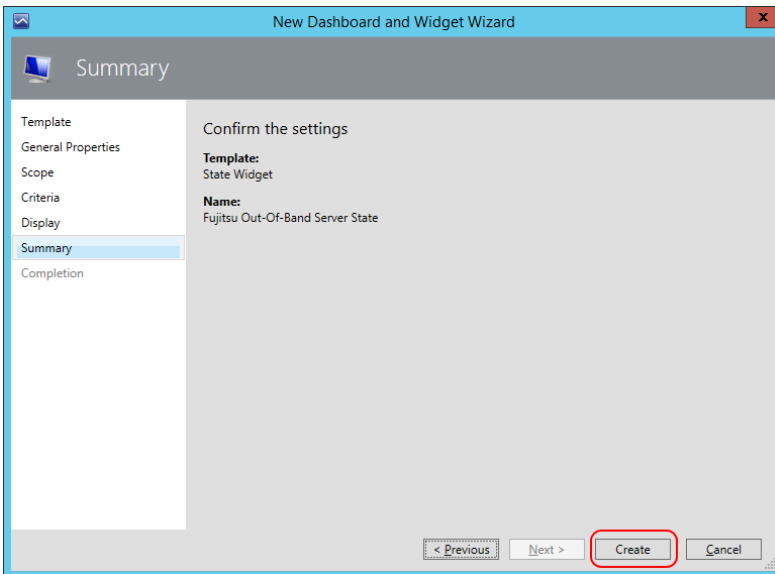 New Dashboard and Widget Wizard
x
Summary
Template
General Properties
Scope
Criteria
Display
Summary
Completion
Confirm the settings
Template:
State Widget
Name:
Fujitsu Out-Of-Band Server State
< Previous
Next >
Create
Cancel